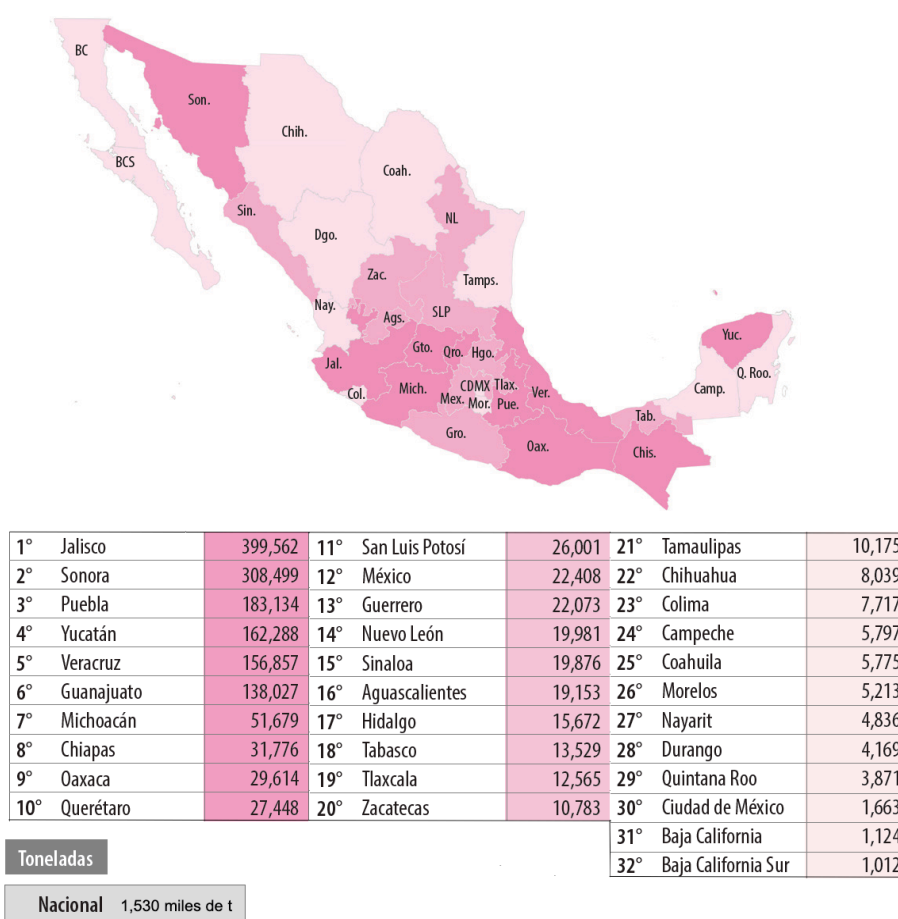 BC
Son.
Chih.
BCS
Coah.
Sin.
NL
Dgo.
Zac.
Tamps.
Nay.
Ags.
SLP
Yuc.
Gto.
Qro.
Hgo.
Jal.
Q. Roo.
Col.
Mich.
CDMX
Tlax.
Ver.
Camp.
Mex.
Mor.
Pue.
Tab.
Gro.
Oax.
Chis.
1° Jalisco 399,562 11° San Luis Potosí 26,001 21° Tamaulipas 10,175
2° Sonora 308,499 12° México 22,408 22° Chihuahua 8,039
3° Puebla 183,134 13° Guerrero 22,073 23° Colima 7,717
4° Yucatán 162,288 14° Nuevo León 19,981 24° Campeche 5,797
5° Veracruz 156,857 15° Sinaloa 19,876 25° Coahuila 5,775
6° Guanajuato 138,027 16° Aguascalientes 19,153 26° Morelos 5,213
7° Michoacán 51,679 17° Hidalgo 15,672 27° Nayarit 4,836
8° Chiapas 31,776 18° Tabasco 13,529 28° Durango 4,169
9° Oaxaca 29,614 19° Tlaxcala 12,565 29° Quintana Roo 3,871
10° Querétaro 27,448 20° Zacatecas 10,783 30° Ciudad de México 1,663
31° Baja California 1,124
32° Baja California Sur 1,012
Toneladas
Nacional 1,530 miles de t